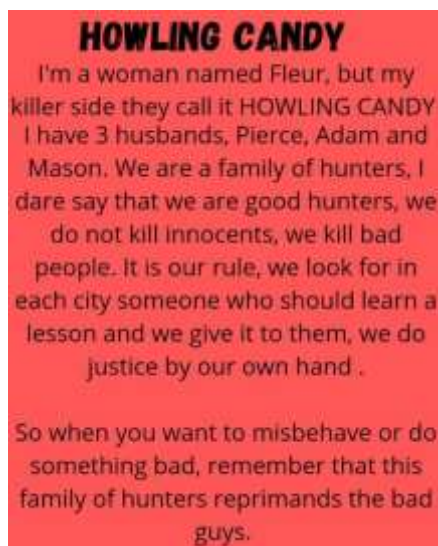 HOWLING CANDY
I'm a woman named Fleur, but my
killer side they call it HOWLING CANDY
I have 3 husbands, Pierce, Adam and
Mason. We are a family of hunters, I
dare say that we are good hunters, we
do not kill innocents, we kill bad
people. It is our rule, we look for in
each city someone who should learn a
lesson and we give it to them, we do
justice by our own hand .
So when you want to misbehave or do
something bad, remember that this
family of hunters reprimands the bad
guys.